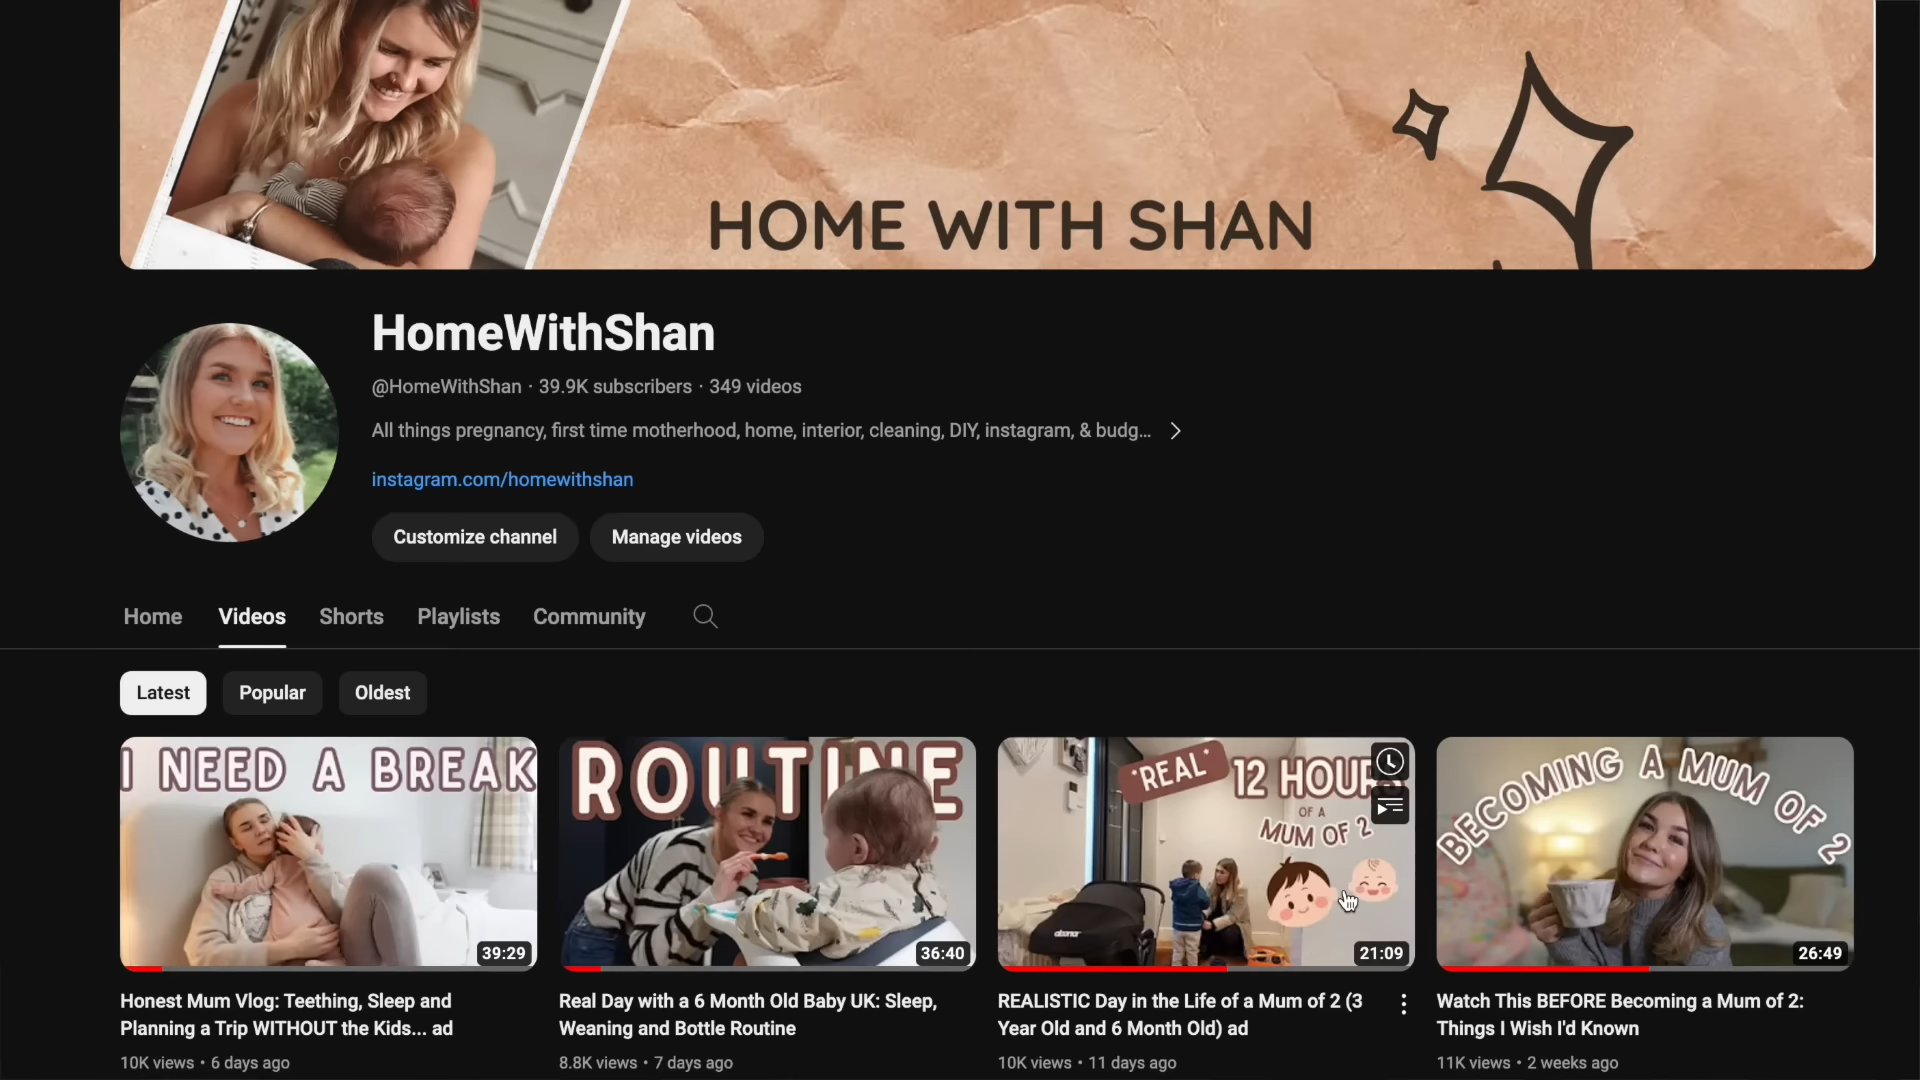 HOME WITH SHAN
HomeWithShan
@HomeWithShan · 39.9K subscribers · 349 videos
All things pregnancy, first time motherhood, home, interior, cleaning, DIY, instagram, & budg...
instagram.com/homewithshan
Customize channel
Manage videos
Home
Videos
Shorts
Playlists
Community
Latest
Popular
Oldest
I NEED A BREAK
39:29
ROUTINE
36:40
*REAL*
12 HOURS
OF A
MUM OF 2
21:09
BECOMING A MUM OF 2
26:49
Honest Mum Vlog: Teething, Sleep and
Planning a Trip WITHOUT the Kids... ad
10K views • 6 days ago
Real Day with a 6 Month Old Baby UK: Sleep,
Weaning and Bottle Routine
8.8K views • 7 days ago
REALISTIC Day in the Life of a Mum of 2 (3
Year Old and 6 Month Old) ad
10K views • 11 days ago
Watch This BEFORE Becoming a Mum of 2:
Things I Wish I'd Known
11K views • 2 weeks ago